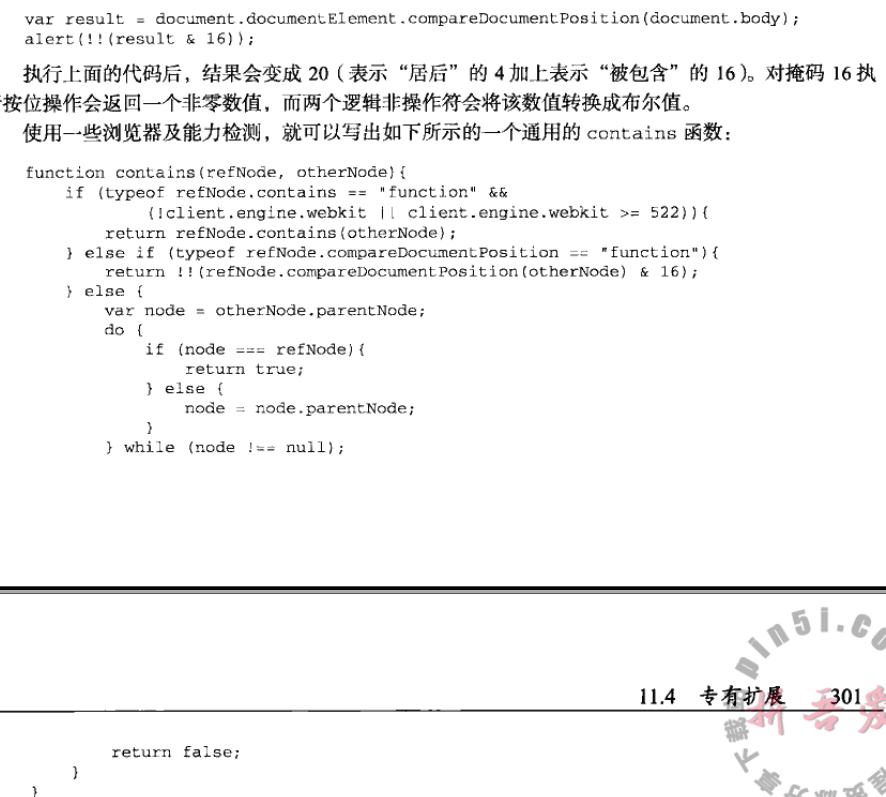 var result = document.documentElement.compareDocumentPosition(document.body);
alert(!!(result & 16));
执行上面的代码后，结果会变成 20（表示“居后”的 4 加上表示“被包含”的 16）。对掩码 16 执
行按位操作会返回一个非零数值，而两个逻辑非操作符会将该数值转换成布尔值。
使用一些浏览器及能力检测，就可以写出如下所示的一个通用的 contains 函数：
function contains(refNode, otherNode){
if (typeof refNode.contains == "function" &&
(!client.engine.webkit || client.engine.webkit >= 522)){
return refNode.contains(otherNode);
} else if (typeof refNode.compareDocumentPosition == "function"){
return !!(refNode.compareDocumentPosition(otherNode) & 16);
} else {
var node = otherNode.parentNode;
do {
if (node === refNode){
return true;
} else {
node = node.parentNode;
}
} while (node !== null);
pin5i.co
11.4 专有扩展 301
拼吾爱
return false;
}
}
下载